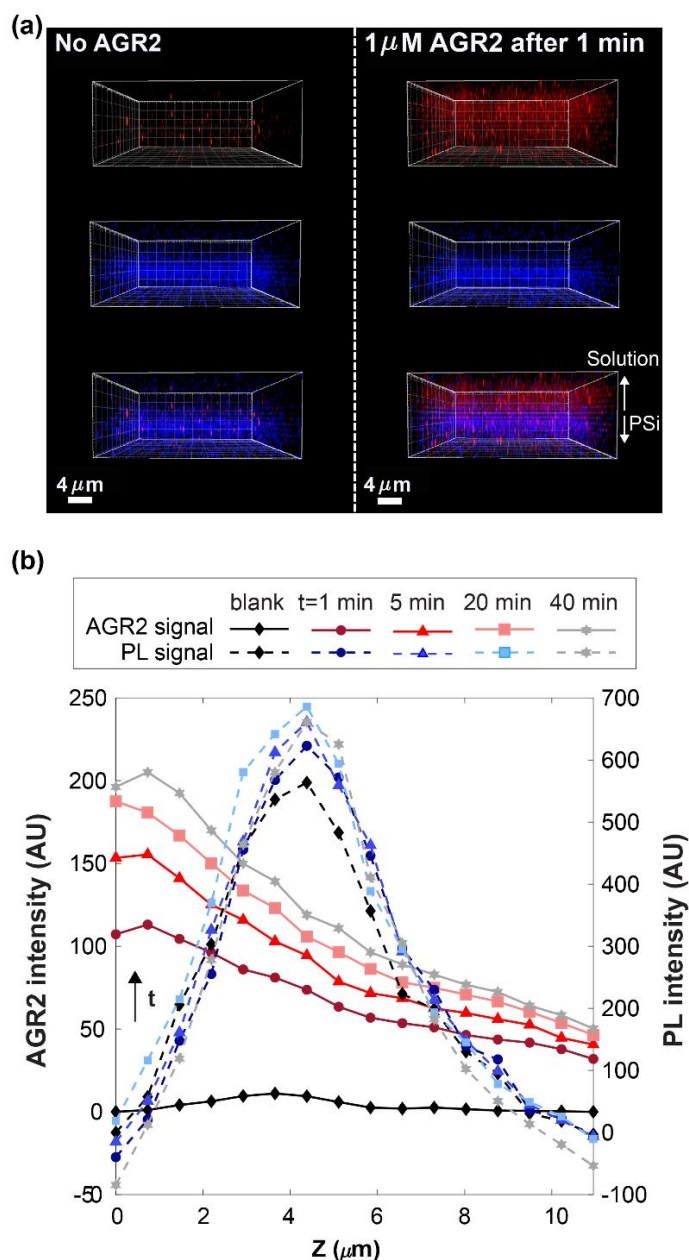 (a)
No AGR2
1μM AGR2 after 1 min
Solution
PSi
4 μm
4 μm
(b)
blank t=1 min 5 min 20 min 40 min
AGR2 signal
PL signal
250
200
150
100
50
0
-50
AGR2 intensity (AU)
t
700
600
500
400
300
200
100
0
-100
PL intensity (AU)
0 2 4 6 8 10
Z (μm)